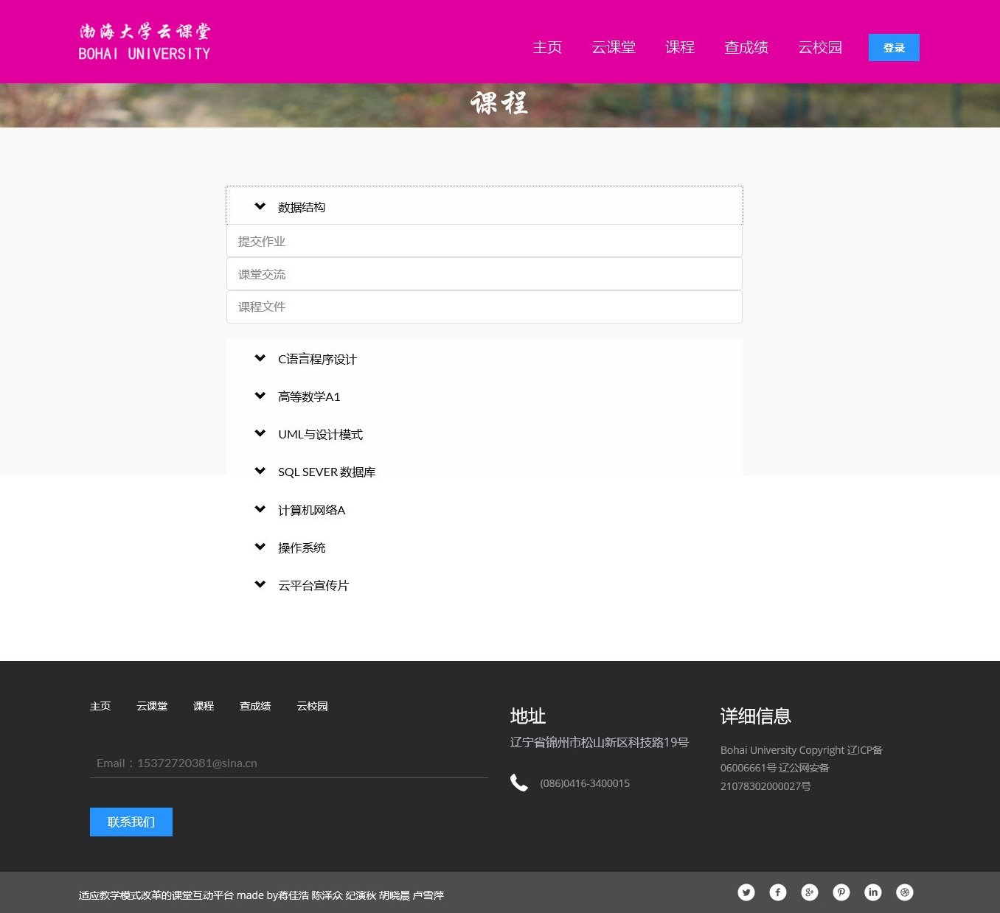 渤海大学云课堂
BOHAI UNIVERSITY
主页 云课堂 课程 查成绩 云校园 登录
课程
数据结构
提交作业
课堂交流
课程文件
C语言程序设计
高等数学A1
UML与设计模式
SQL SEVER 数据库
计算机网络A
操作系统
云平台宣传片
主页 云课堂 课程 查成绩 云校园
Email：15372720381@sina.cn
联系我们
地址
辽宁省锦州市松山新区科技路19号
(086)0416-3400015
详细信息
Bohai University Copyright 辽ICP备
06006661号 辽公网安备
21078302000027号
适应教学模式改革的课堂互动平台 made by蒋佳浩 陈泽众 纪演秋 胡晓晨 卢雪萍